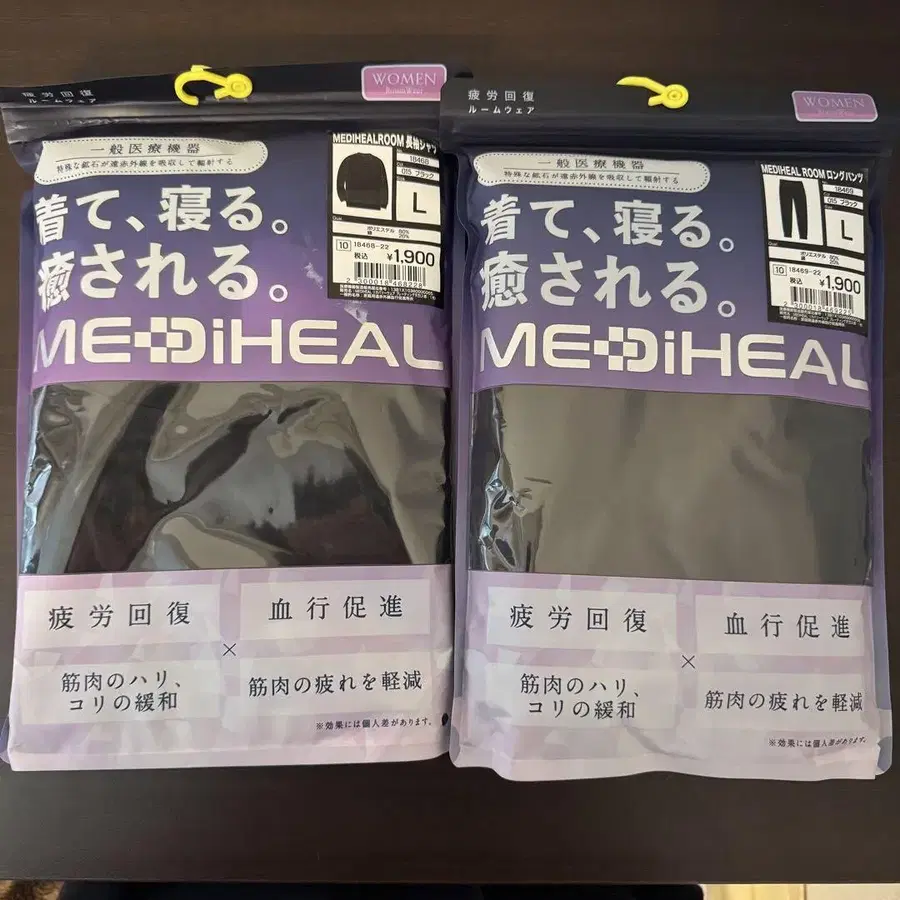 疲労回復
ルームウェア
WOMEN
Room Wear
一般医療機器
特殊な鉱石が遠赤外線を吸収して輻射する
MEDIHEALROOM 長袖シャツ
18468
015 ブラック
L
ポリエステル 80%
綿 20%
10 18468-22
税込 ¥1,900
着て、寝る。
癒される。
MEDiHEAL
疲労回復
血行促進
×
筋肉のハリ、
コリの緩和
筋肉の疲れを軽減
※効果には個人差があります。
疲労回復
ルームウェア
WOMEN
Room Wear
一般医療機器
特殊な鉱石が遠赤外線を吸収して輻射する
MEDIHEAL ROOM ロングパンツ
18469
015 ブラック
L
ポリエステル 80%
20%
10 18469-22
税込 ¥1,900
着て、寝る。
癒される。
MEDiHEAL
疲労回復
血行促進
×
筋肉のハリ、
コリの緩和
筋肉の疲れを軽減
※効果には個人差があります。